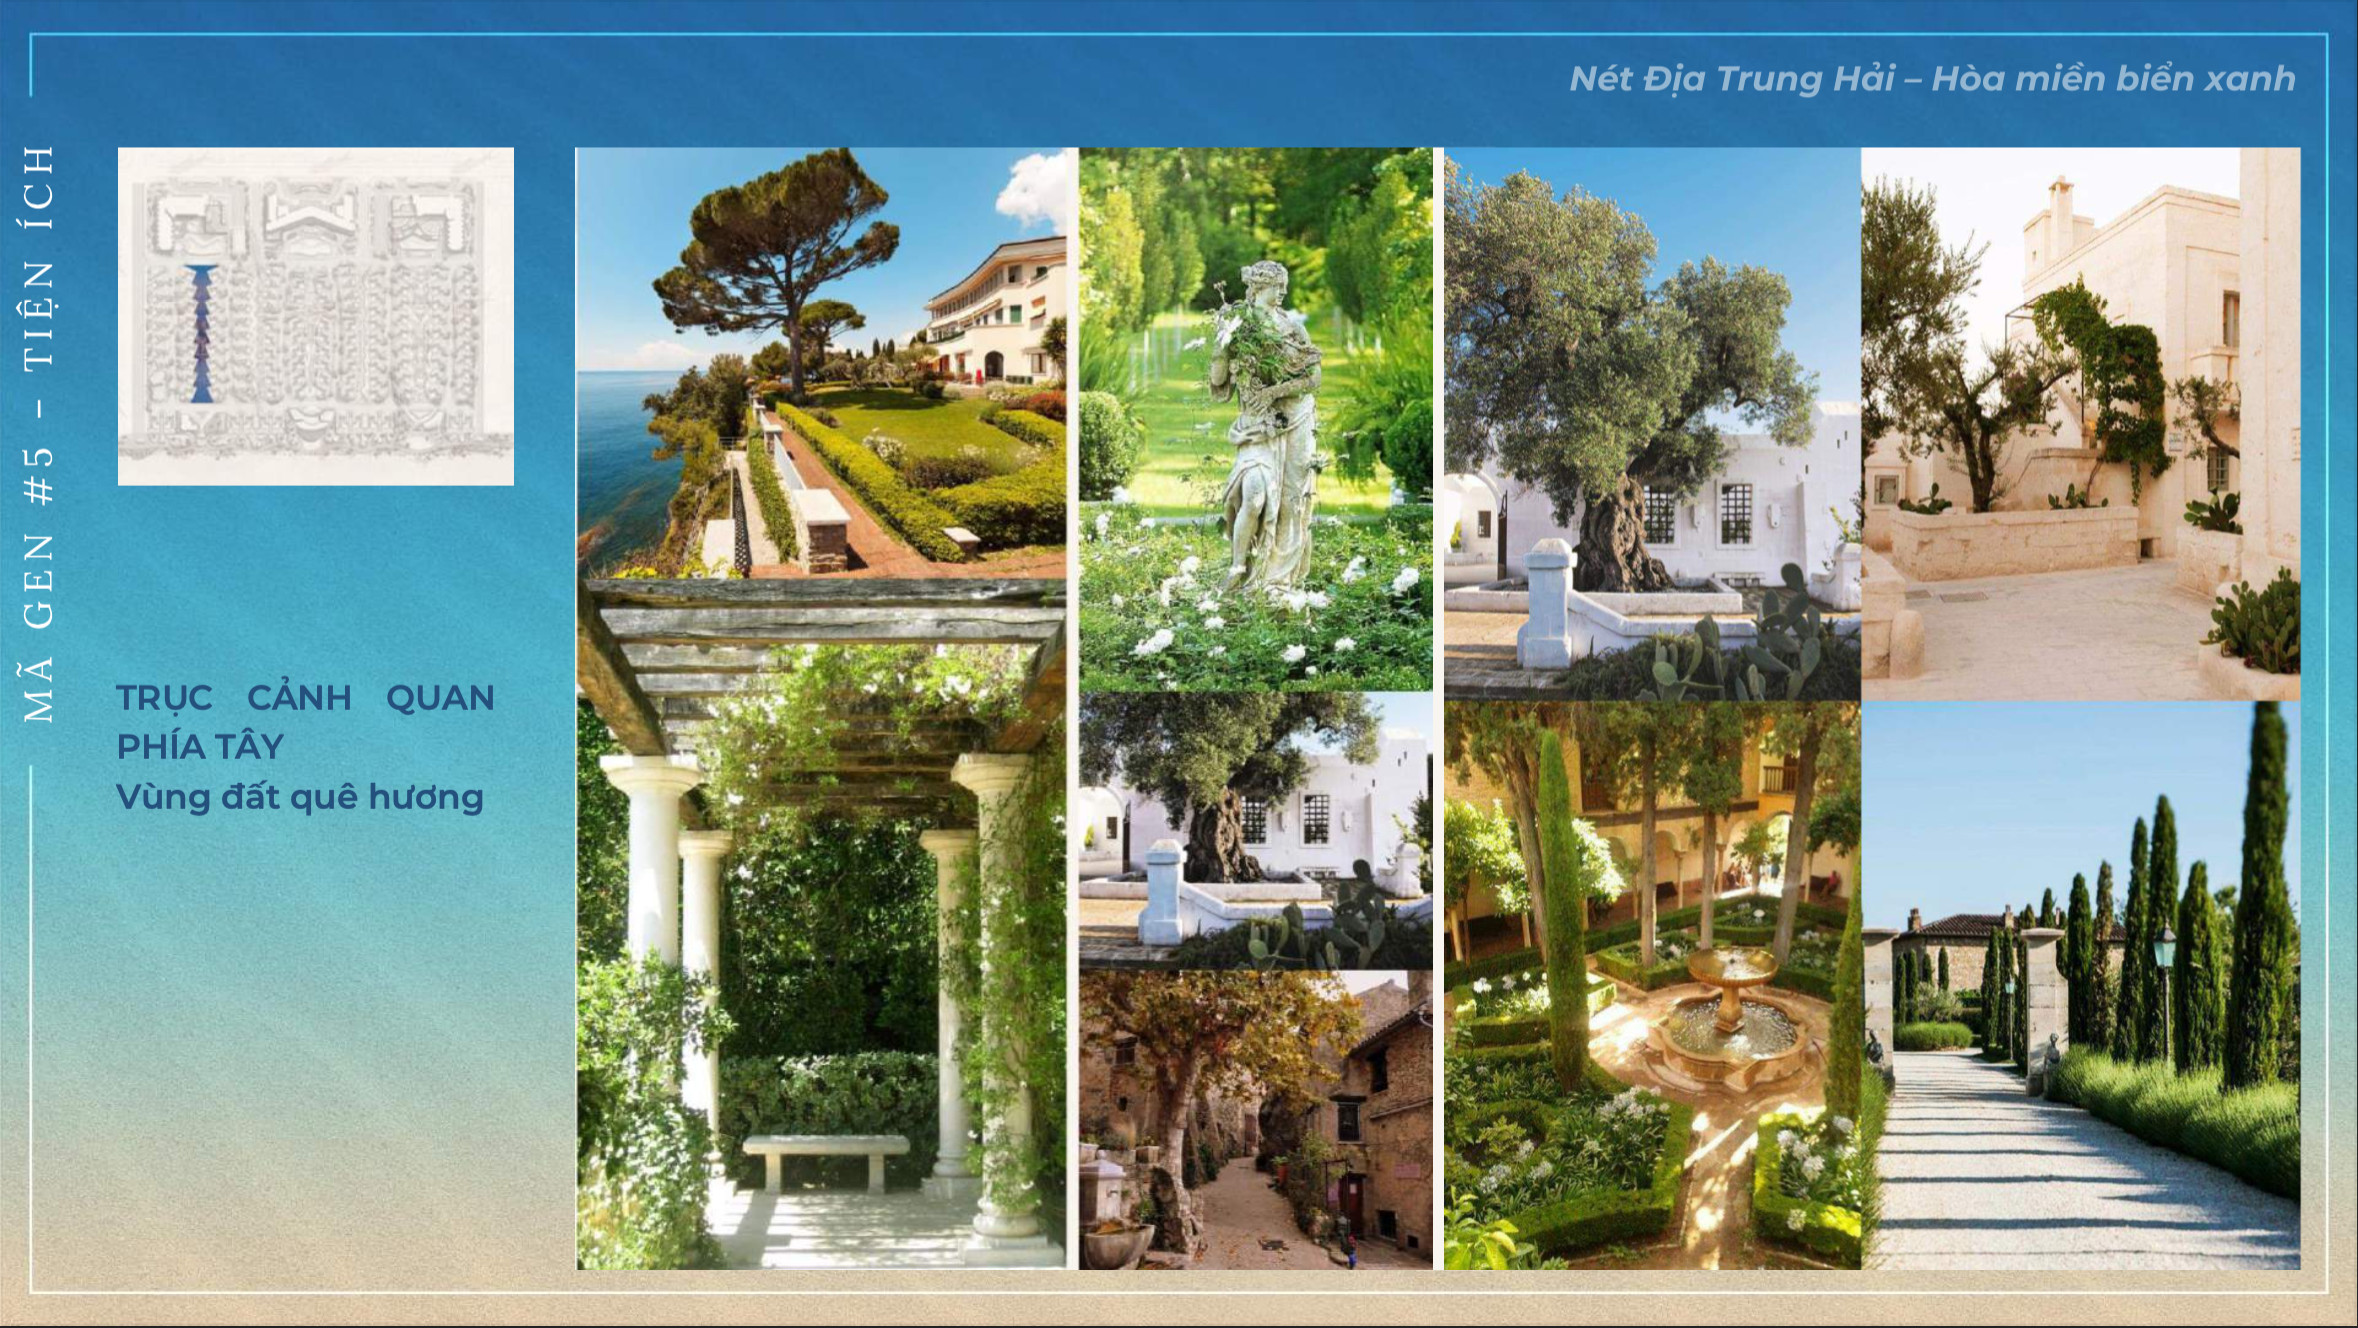 Nét Địa Trung Hải – Hòa miền biển xanh
MÃ GEN #5 – TIỆN ÍCH
TRỤC CẢNH QUAN
PHÍA TÂY
Vùng đất quê hương